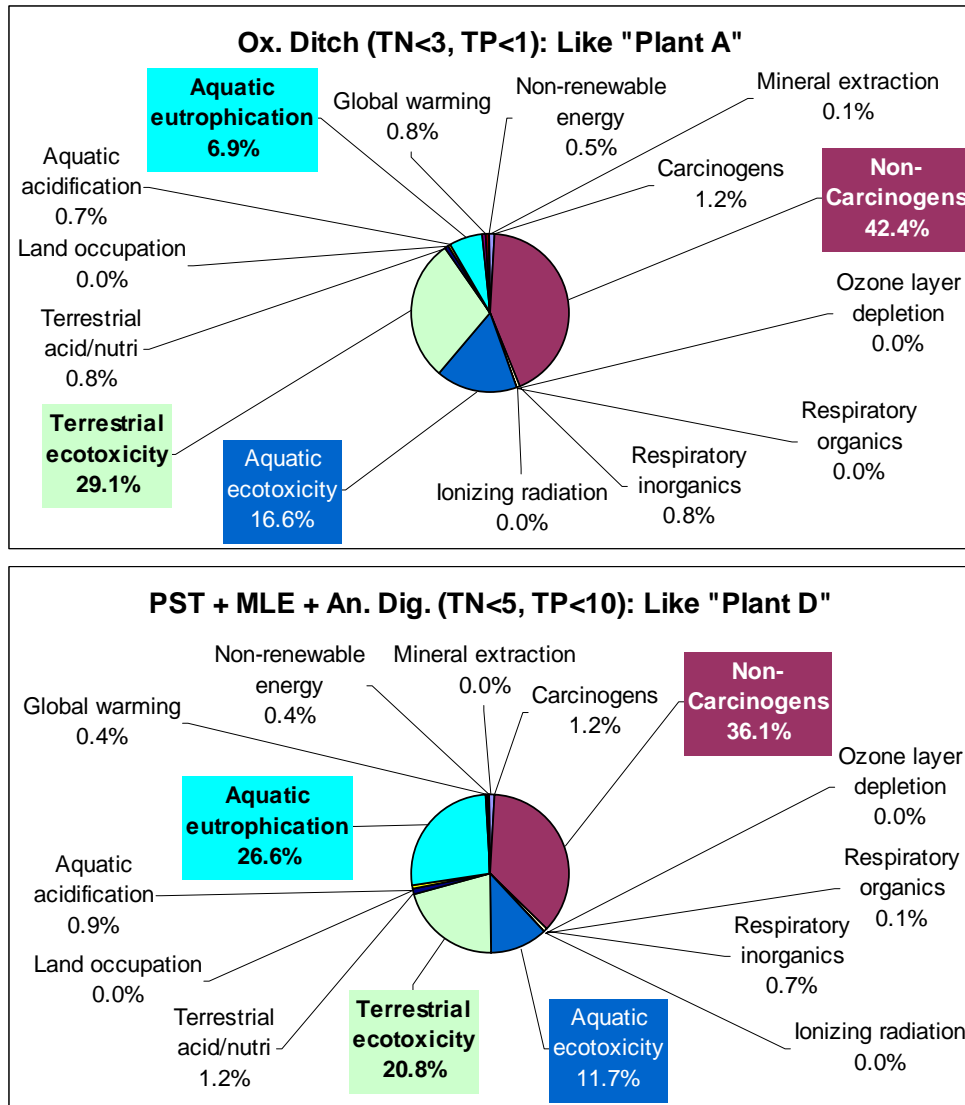 Ox. Ditch (TN<3, TP<1): Like "Plant A"
Aquatic
eutrophication
6.9%
Global warming
0.8%
Non-renewable
energy
0.5%
Mineral extraction
0.1%
Carcinogens
1.2%
Non-
Carcinogens
42.4%
Aquatic
acidification
0.7%
Land occupation
0.0%
Terrestrial
acid/nutri
0.8%
Terrestrial
ecotoxicity
29.1%
Aquatic
ecotoxicity
16.6%
Ionizing radiation
0.0%
Respiratory
inorganics
0.8%
Respiratory
organics
0.0%
Ozone layer
depletion
0.0%
PST + MLE + An. Dig. (TN<5, TP<10): Like "Plant D"
Global warming
0.4%
Non-renewable
energy
0.4%
Mineral extraction
0.0%
Carcinogens
1.2%
Non-
Carcinogens
36.1%
Ozone layer
depletion
0.0%
Aquatic
eutrophication
26.6%
Aquatic
acidification
0.9%
Land occupation
0.0%
Terrestrial
acid/nutri
1.2%
Terrestrial
ecotoxicity
20.8%
Aquatic
ecotoxicity
11.7%
Respiratory
organics
0.1%
Respiratory
inorganics
0.7%
Ionizing radiation
0.0%